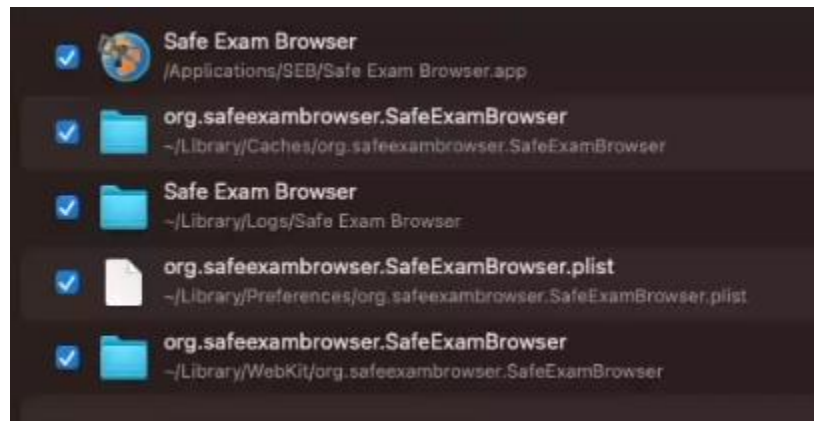 Safe Exam Browser
/Applications/SEB/Safe Exam Browser.app
org.safeexambrowser.SafeExamBrowser
~/Library/Caches/org.safeexambrowser.SafeExamBrowser
Safe Exam Browser
~/Library/Logs/Safe Exam Browser
org.safeexambrowser.SafeExamBrowser.plist
~/Library/Preferences/org.safeexambrowser.SafeExamBrowser.plist
org.safeexambrowser.SafeExamBrowser
~/Library/WebKit/org.safeexambrowser.SafeExamBrowser